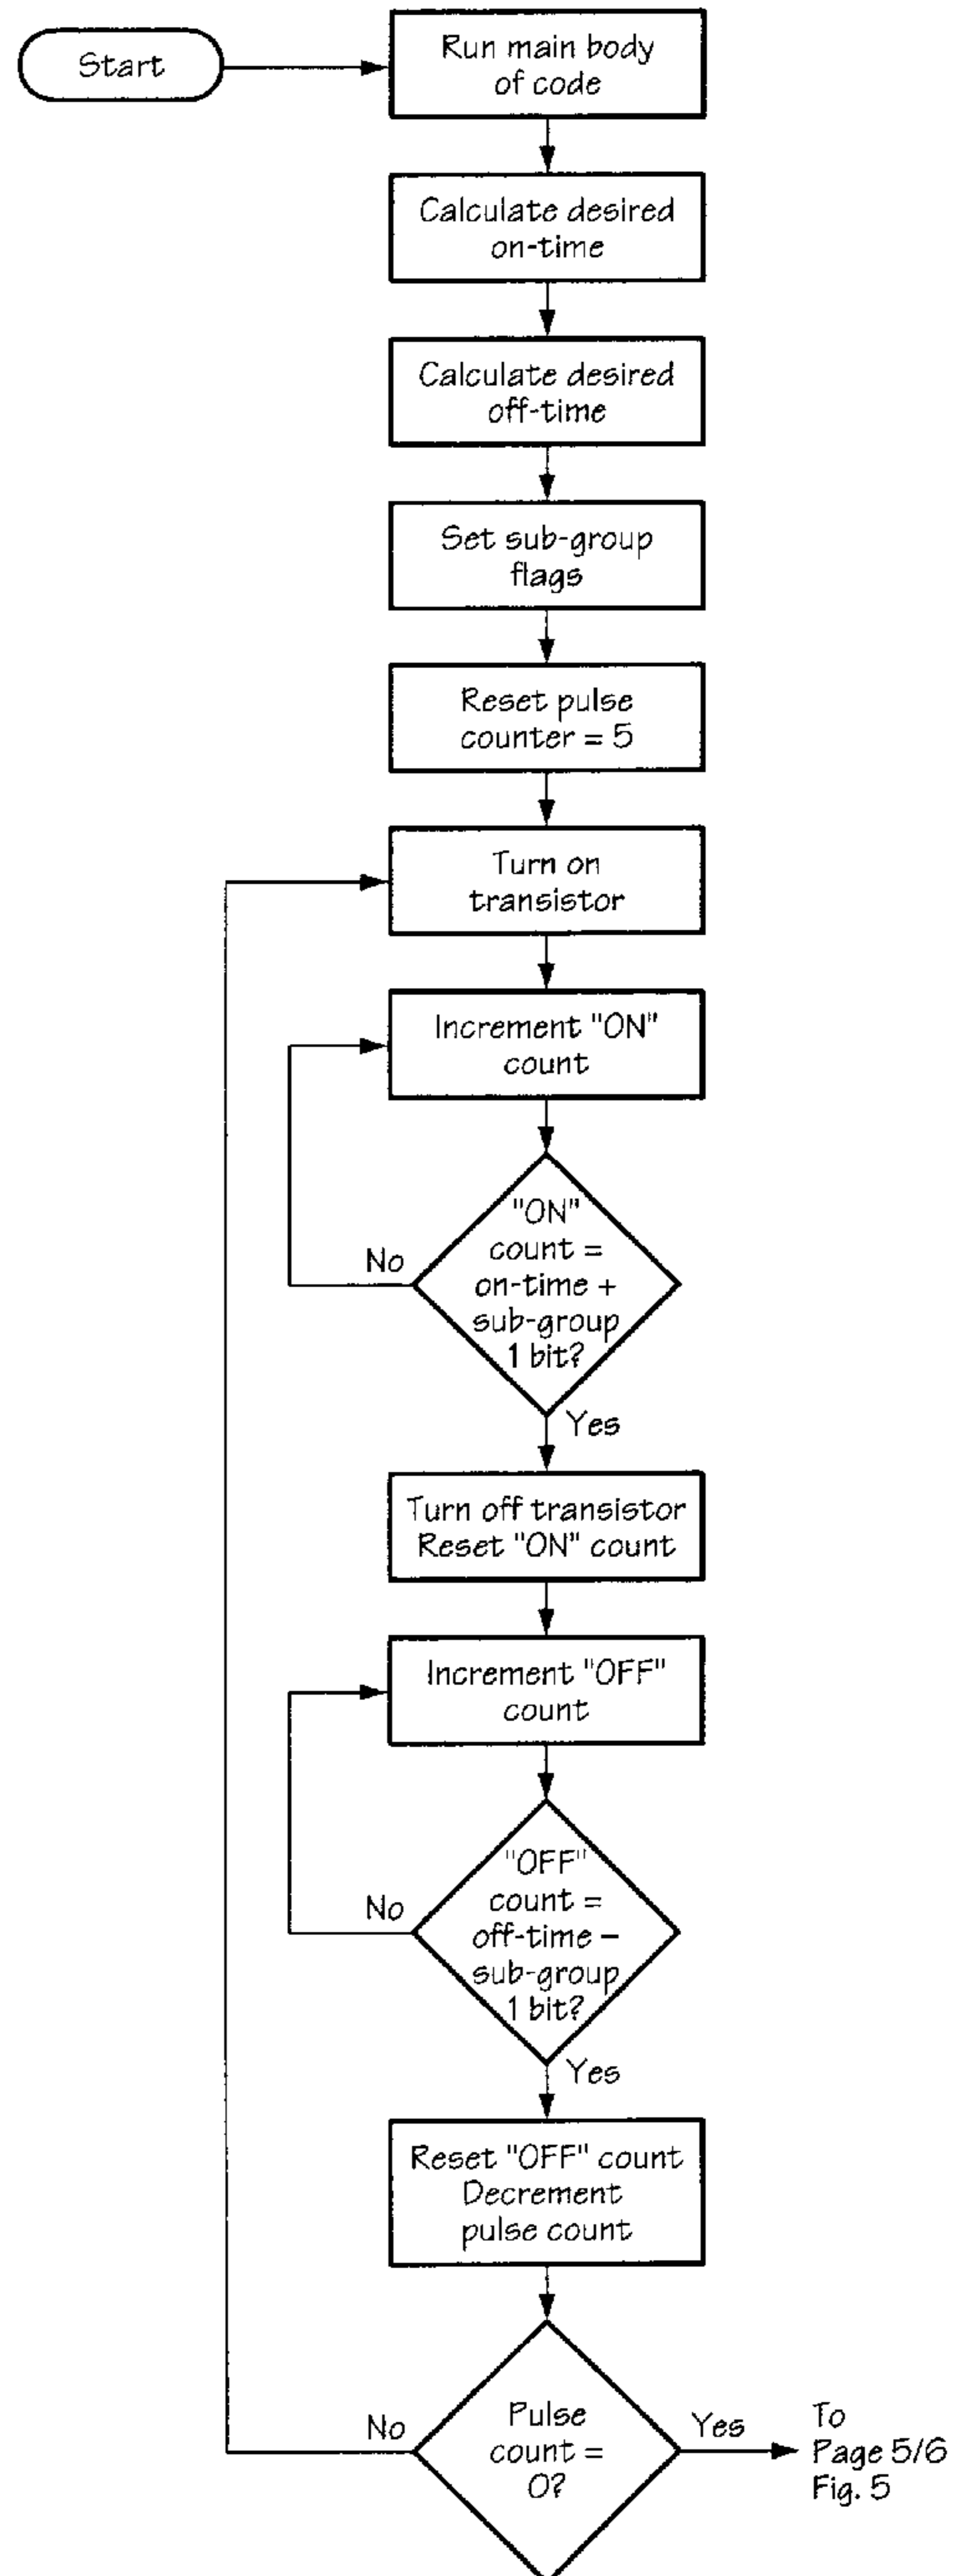 Start
Run main body
of code
Calculate desired
on-time
Calculate desired
off-time
Set sub-group
flags
Reset pulse
counter = 5
Turn on
transistor
Increment "ON"
count
"ON"
count =
on-time +
sub-group
1 bit?
No
Yes
Turn off transistor
Reset "ON" count
Increment "OFF"
count
"OFF"
count =
off-time –
sub-group
1 bit?
No
Yes
Reset "OFF" count
Decrement
pulse count
Pulse
count =
0?
No
Yes
To
Page 5/6
Fig. 5